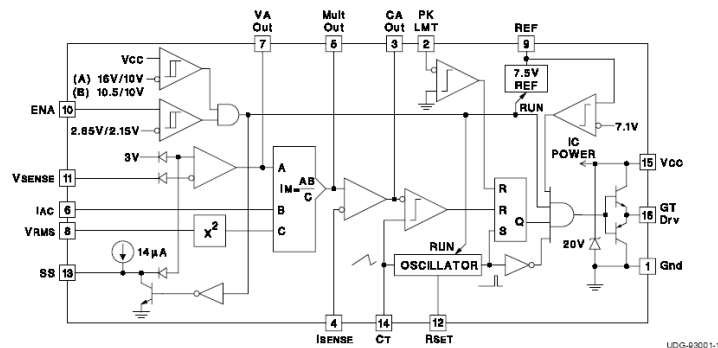 VA
Out
Mult
Out
CA
Out
PK
LMT
REF
7
5
3
2
9
VCC
(A) 16V/10V
(B) 10.5/10V
7.5V
REF
ENA
10
RUN
2.65V/2.15V
7.1V
IC
POWER
3V
15
VCC
VSENSE
11
A
IM=AB/C
R
16
GT
Drv
IAC
6
B
R
Q
VRMS
8
X²
C
S
20V
14µA
RUN
SS
13
OSCILLATOR
1
Gnd
4
14
12
ISENSE
CT
RSET
UDG-93001-1